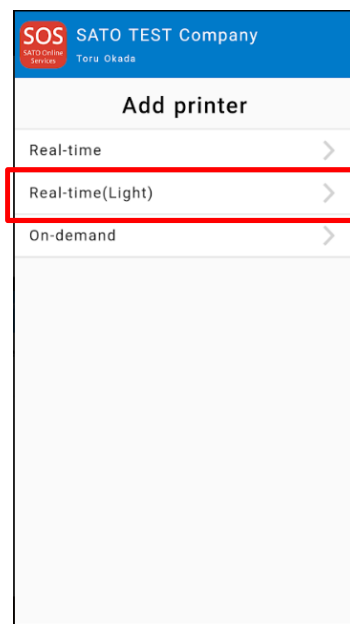 SOS
SATO Online
Services
SATO TEST Company
Toru Okada
Add printer
Real-time
Real-time(Light)
On-demand